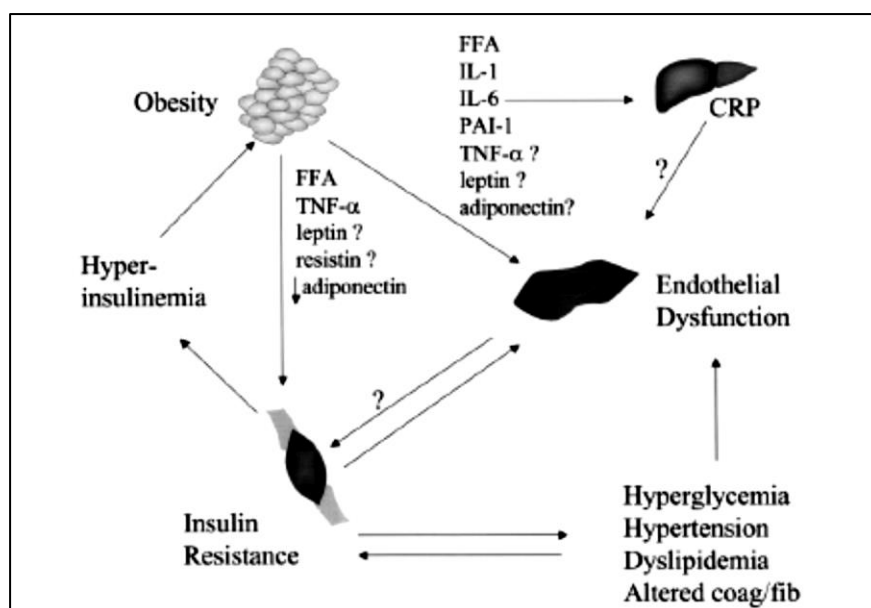 Obesity
FFA
IL-1
IL-6
PAI-1
TNF-α ?
leptin ?
adiponectin?
CRP
?
FFA
TNF-α
leptin ?
resistin ?
↓adiponectin
Hyper-
insulinemia
Endothelial
Dysfunction
?
Insulin
Resistance
Hyperglycemia
Hypertension
Dyslipidemia
Altered coag/fib